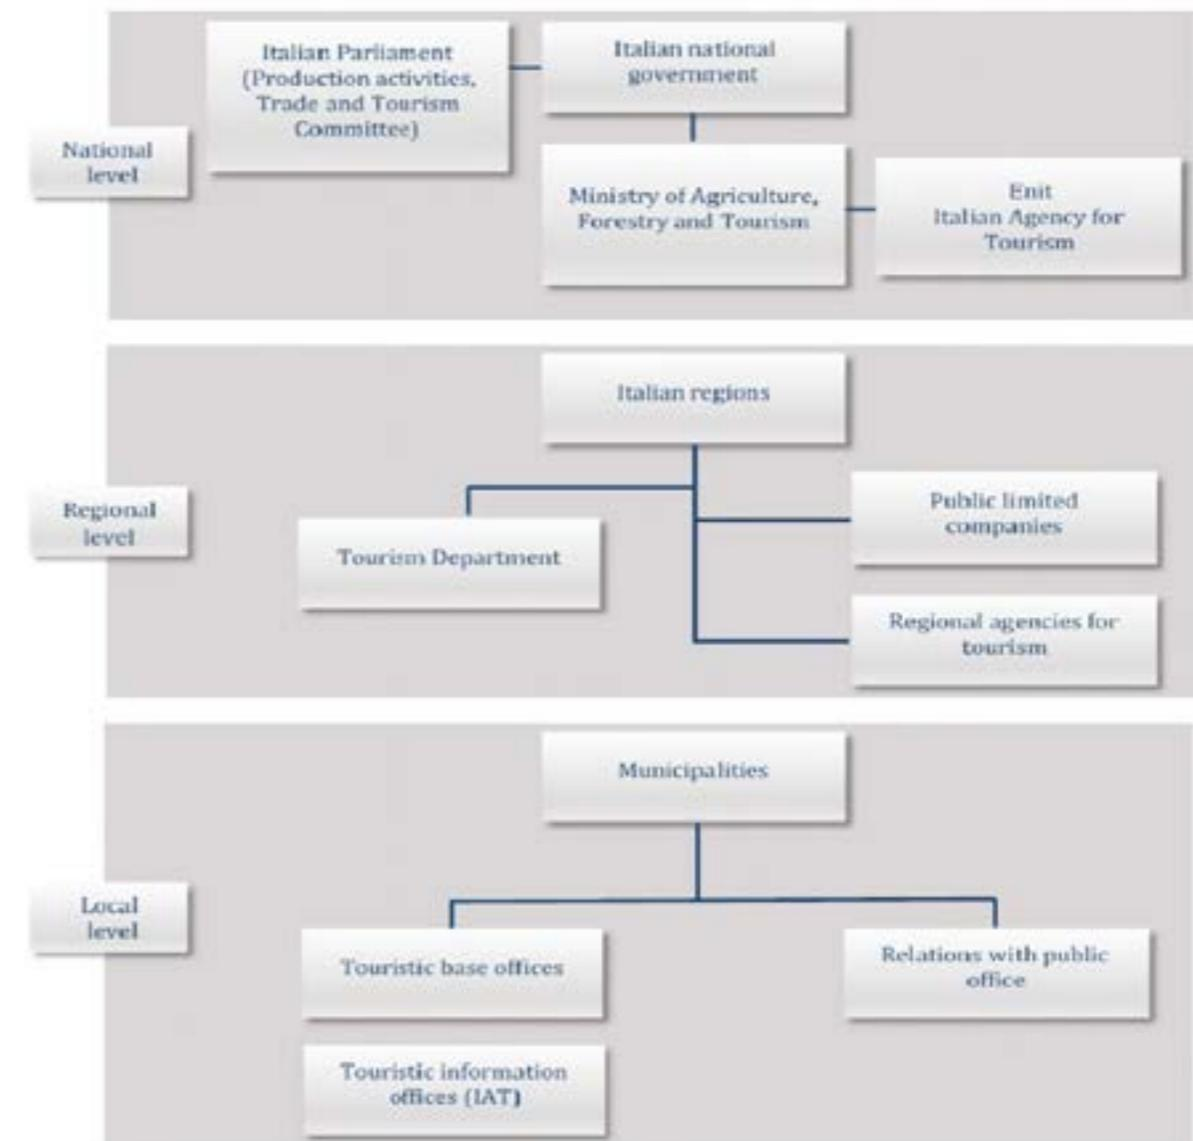 National
level
Italian Parliament
(Production activities,
Trade and Tourism
Committee)
Italian national
government
Ministry of Agriculture,
Forestry and Tourism
Enit
Italian Agency for
Tourism
Regional
level
Italian regions
Tourism Department
Public limited
companies
Regional agencies for
tourism
Local
level
Municipalities
Touristic base offices
Relations with public
office
Touristic information
offices (IAT)